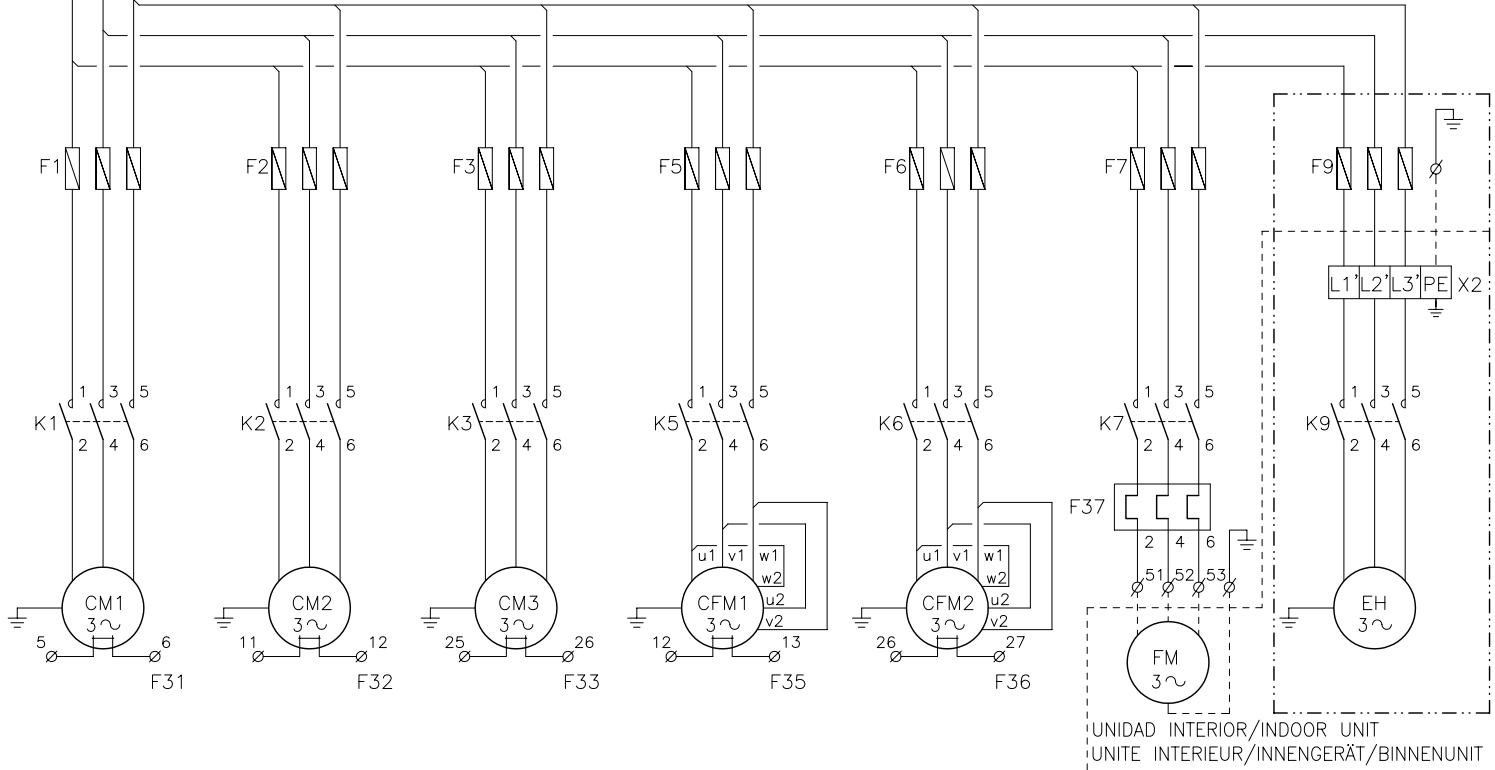 F1 F2 F3 F5 F6 F7 F9
L1' L2' L3' PE X2
1 3 5 1 3 5 1 3 5 1 3 5 1 3 5 1 3 5 1 3 5
K1 K2 K3 K5 K6 K7 K9
2 4 6 2 4 6 2 4 6 2 4 6 2 4 6 2 4 6 2 4 6
F37
2 4 6
u1 v1 w1 u1 v1 w1
w2 w2 51 52 53
CM1 CM2 CM3 CFM1 u2 CFM2 u2 EH
3~ 3~ 3~ 3~ v2 3~ v2 3~
5 6 11 12 25 26 12 13 26 27
FM
3~
F31 F32 F33 F35 F36
UNIDAD INTERIOR/INDOOR UNIT
UNITE INTERIEUR/INNENGERÄT/BINNENUNIT